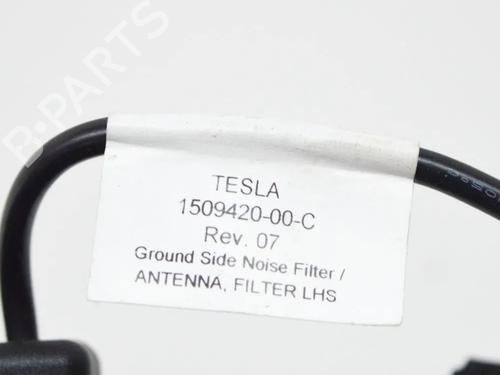 B-PARTS
TESLA
1509420-00-C
Rev. 07
Ground Side Noise Filter /
ANTENNA, FILTER LHS